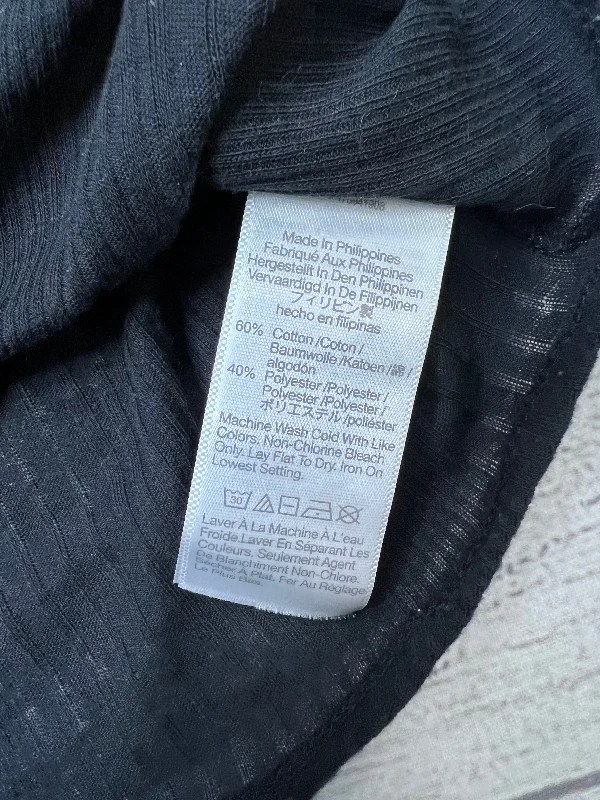 Made In Philippines
Fabriqué Aux Philippines
Hergestellt In Den Philippinen
Vervaardigd In De Filippijnen
フィリピン製
hecho en filipinas
60% Cotton /Coton /
Baumwolle /Katoen /綿 /
algodón
40% Polyester /Polyester /
Polyester /Polyester /
ポリエステル /poliéster
Machine Wash Cold With Like
Colors. Non-Chlorine Bleach
Only. Lay Flat To Dry. Iron On
Lowest Setting.
30
Laver À La Machine À L'eau
Froide.Laver En Séparant Les
Couleurs. Seulement Agent
De Blanchiment Non-Chlore.
Sécher À Plat. Fer Au Réglage
Le Plus Bas.